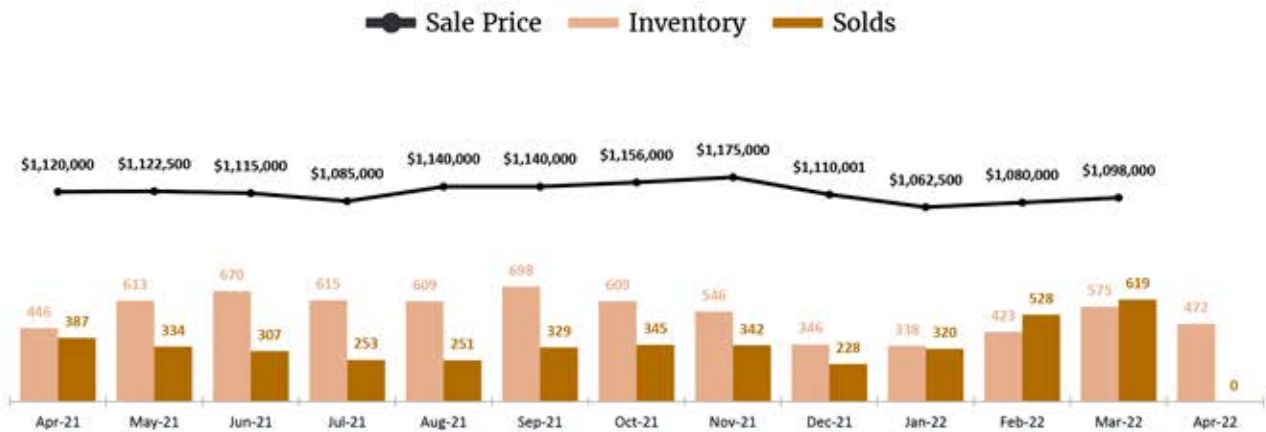 Sale Price Inventory Solds
$1,120,000 $1,122,500 $1,115,000 $1,085,000 $1,140,000 $1,140,000 $1,156,000 $1,175,000 $1,110,001 $1,062,500 $1,080,000 $1,098,000
446 613 670 615 609 698 609 546 346 338 423 575 472
387 334 307 253 251 329 345 342 228 320 528 619 0
Apr-21 May-21 Jun-21 Jul-21 Aug-21 Sep-21 Oct-21 Nov-21 Dec-21 Jan-22 Feb-22 Mar-22 Apr-22